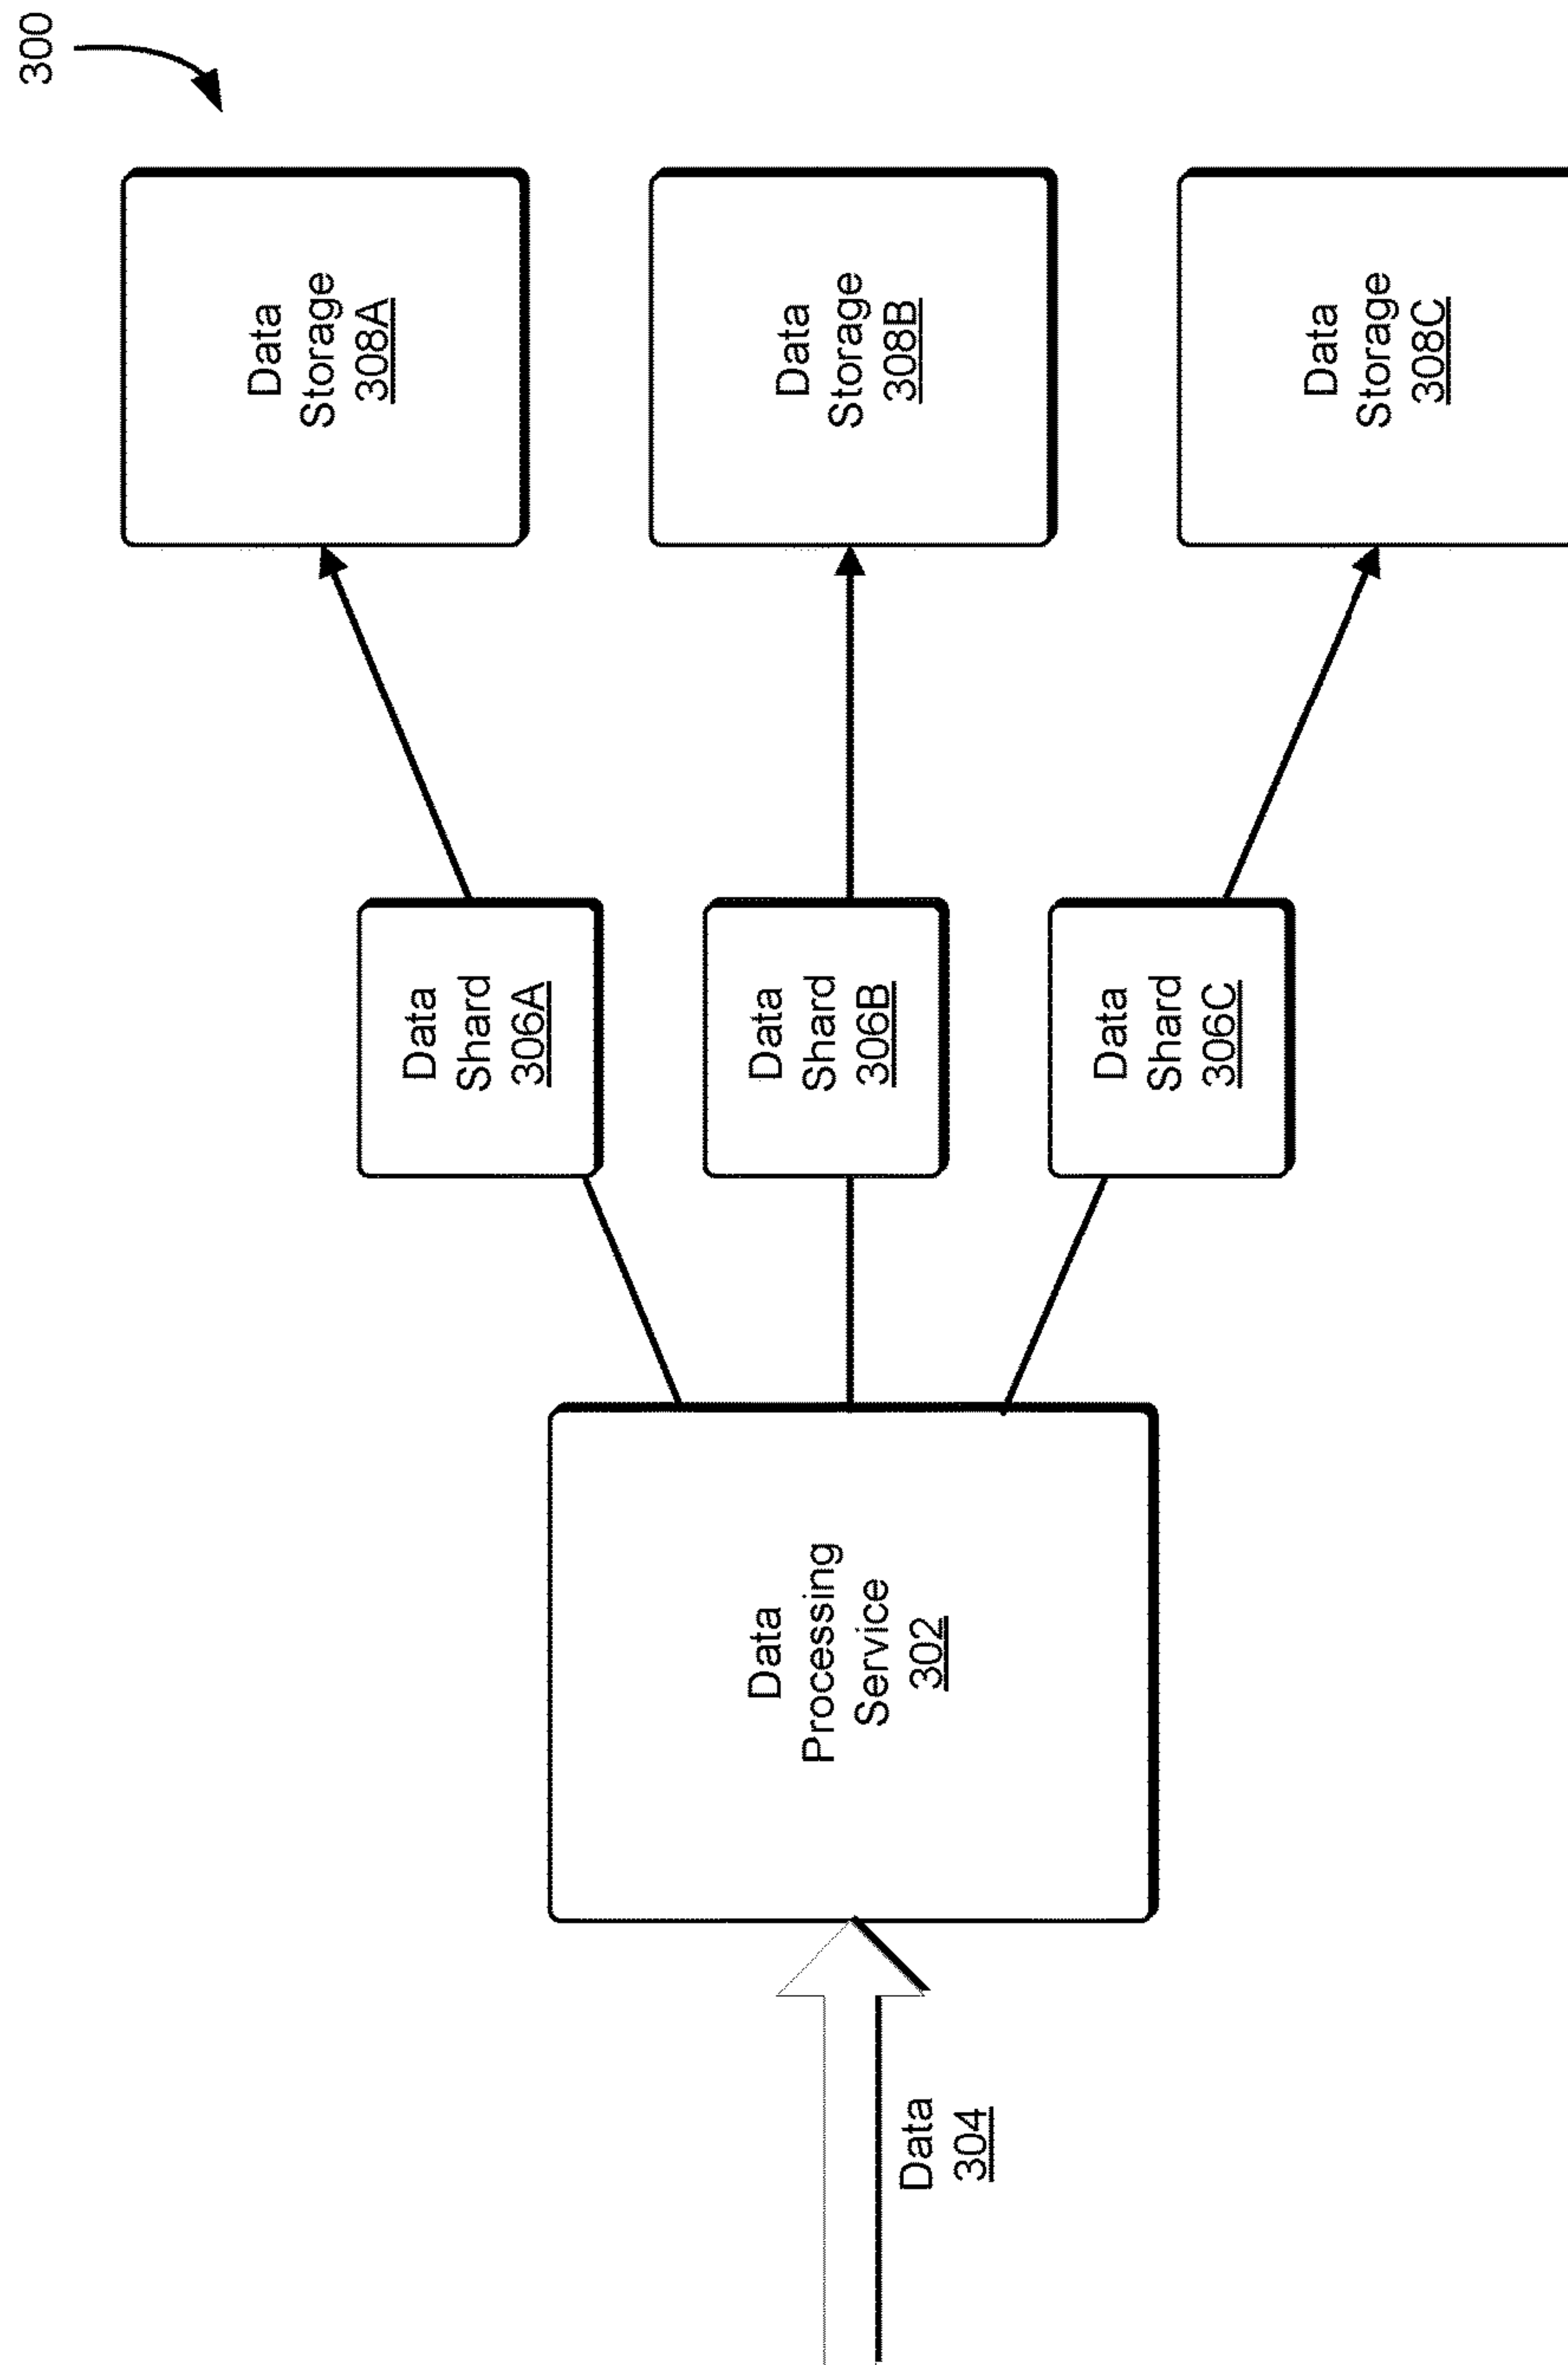 300
Data
Storage
308A
Data
Storage
308B
Data
Storage
308C
Data
Shard
306A
Data
Shard
306B
Data
Shard
306C
Data
Processing
Service
302
Data
304